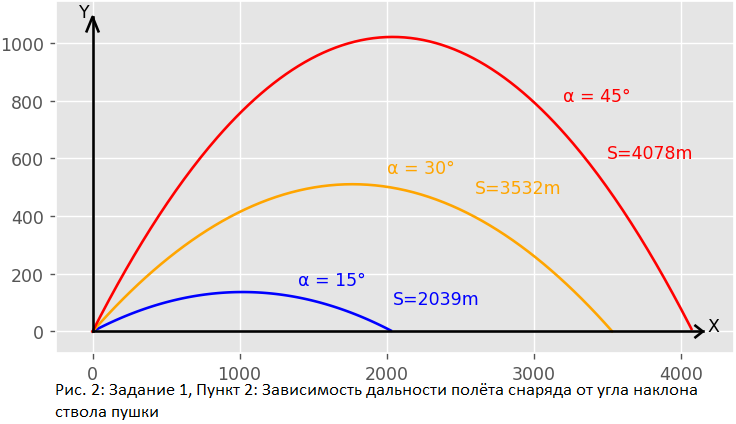 Y
1000
α = 45°
800
S=4078m
600
α = 30°
S=3532m
400
200
α = 15°
S=2039m
0
X
0 1000 2000 3000 4000
Рис. 2: Задание 1, Пункт 2: Зависимость дальности полёта снаряда от угла наклона
ствола пушки